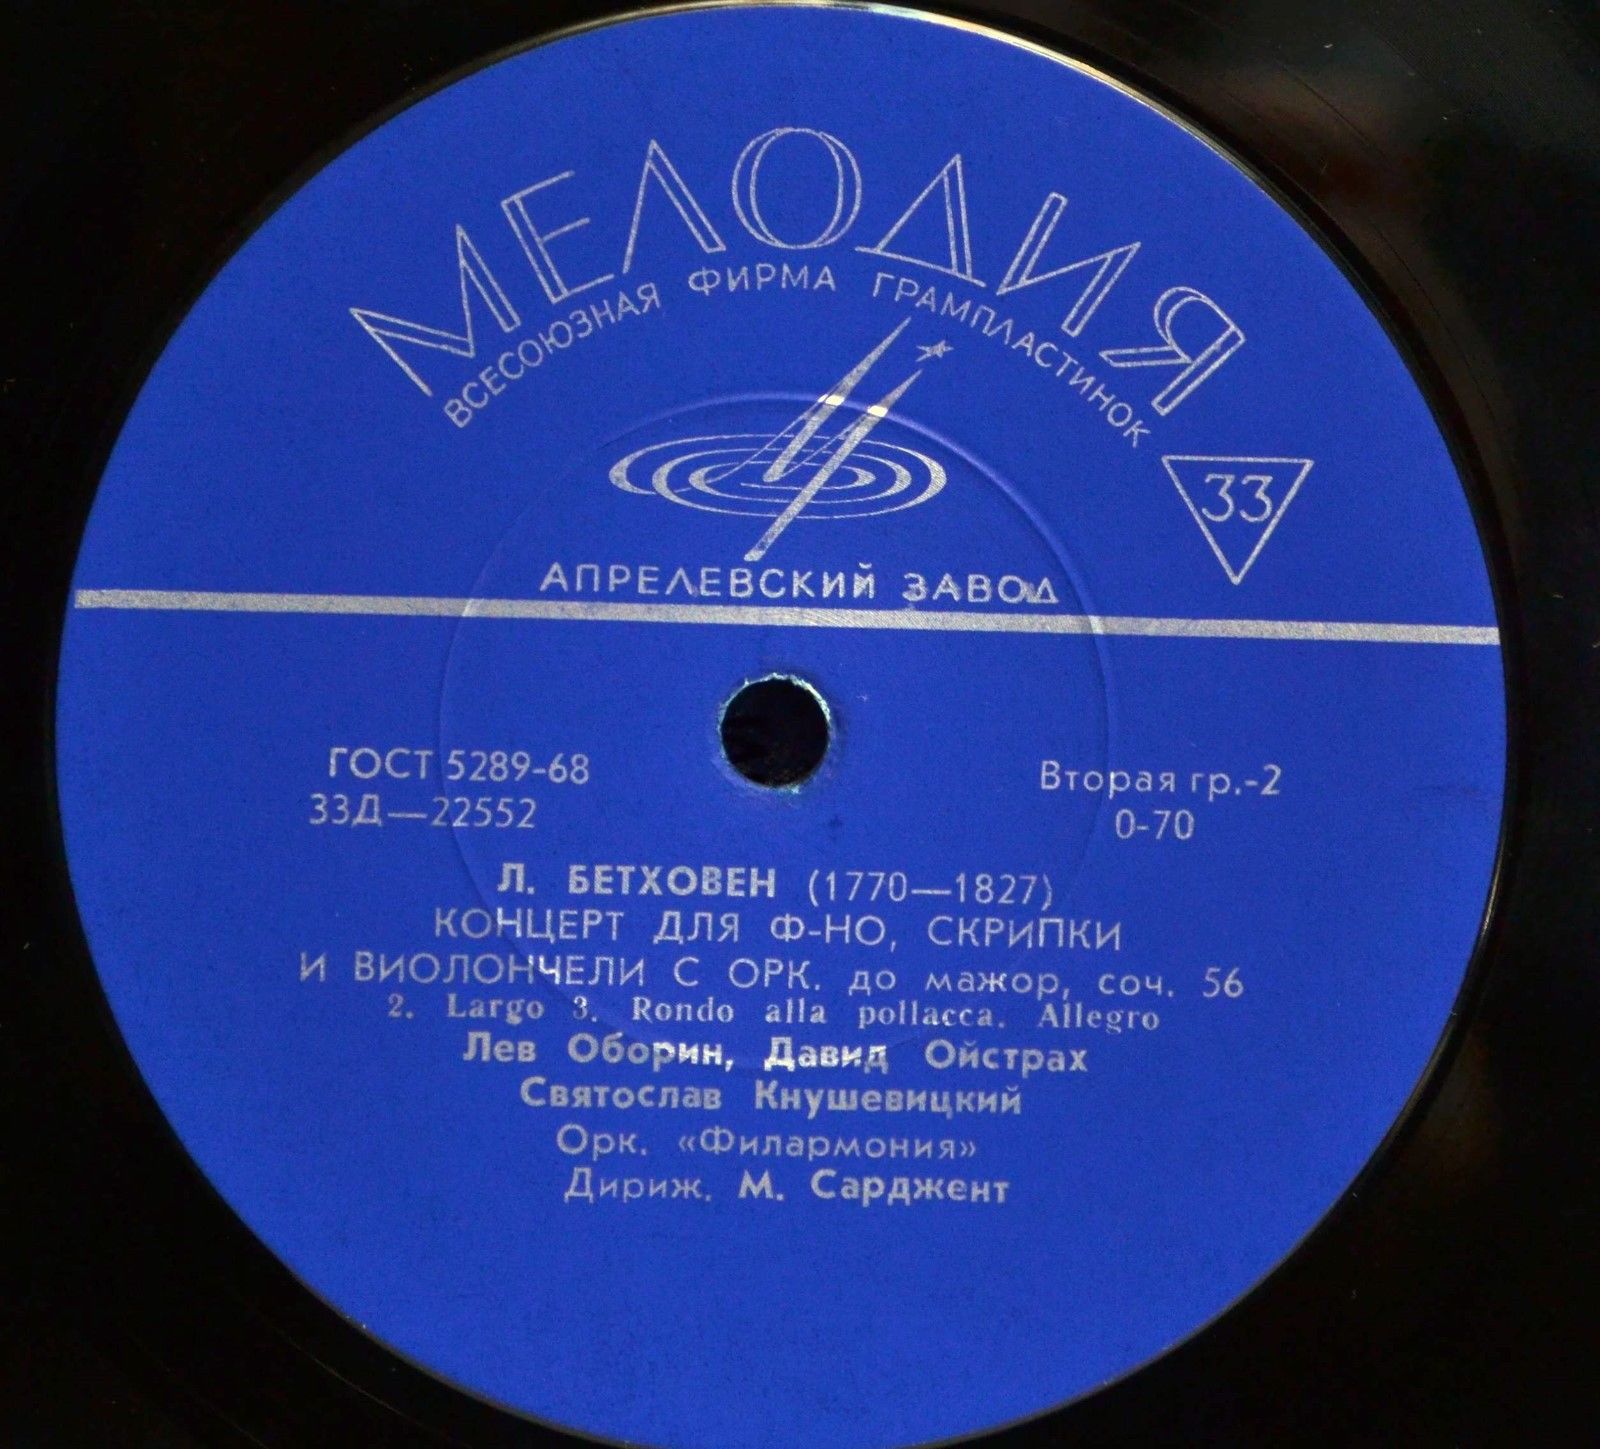 МЕЛОДИЯ
ВСЕСОЮЗНАЯ ФИРМА ГРАМПЛАСТИНОК
33
АПРЕЛЕВСКИЙ ЗАВОД
ГОСТ 5289-68
Вторая гр.-2
33Д—22552
0-70
Л. БЕТХОВЕН (1770—1827)
КОНЦЕРТ ДЛЯ Ф-НО, СКРИПКИ
И ВИОЛОНЧЕЛИ С ОРК. до мажор, соч. 56
2. Largo 3. Rondo alla pollacca. Allegro
Лев Оборин, Давид Ойстрах
Святослав Кнушевицкий
Орк. «Филармония»
Дириж. М. Сарджент